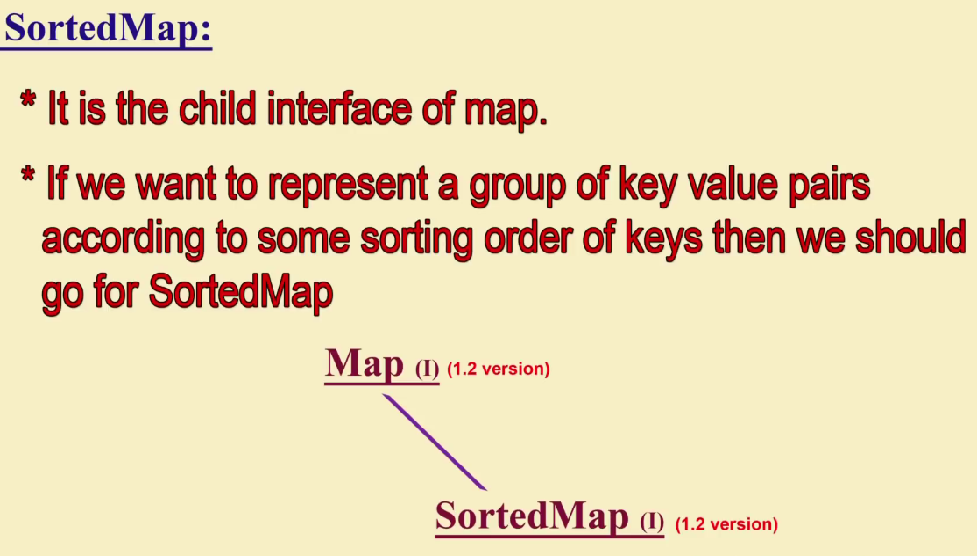 SortedMap:
* It is the child interface of map.
* If we want to represent a group of key value pairs
according to some sorting order of keys then we should
go for SortedMap
Map (I) (1.2 version)
SortedMap (I) (1.2 version)